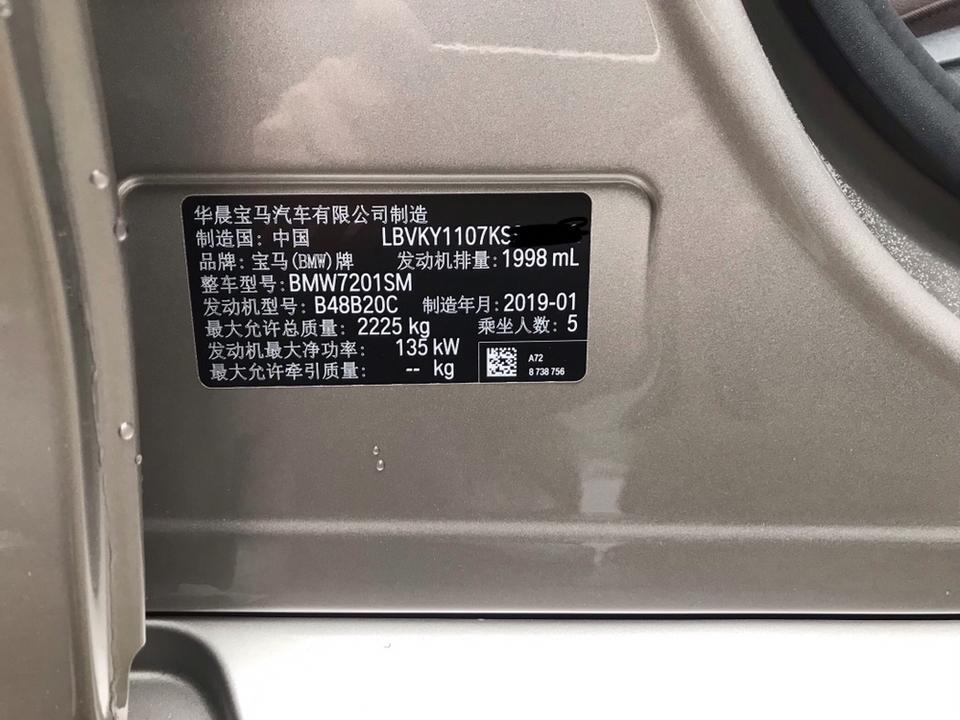 华晨宝马汽车有限公司制造
制造国：中国 LBVKY1107KS
品牌：宝马(BMW)牌 发动机排量：1998 mL
整车型号：BMW7201SM
发动机型号：B48B20C 制造年月：2019-01
最大允许总质量：2225 kg 乘坐人数：5
发动机最大净功率：135 kW
最大允许牵引质量：-- kg
A72
8 738 756